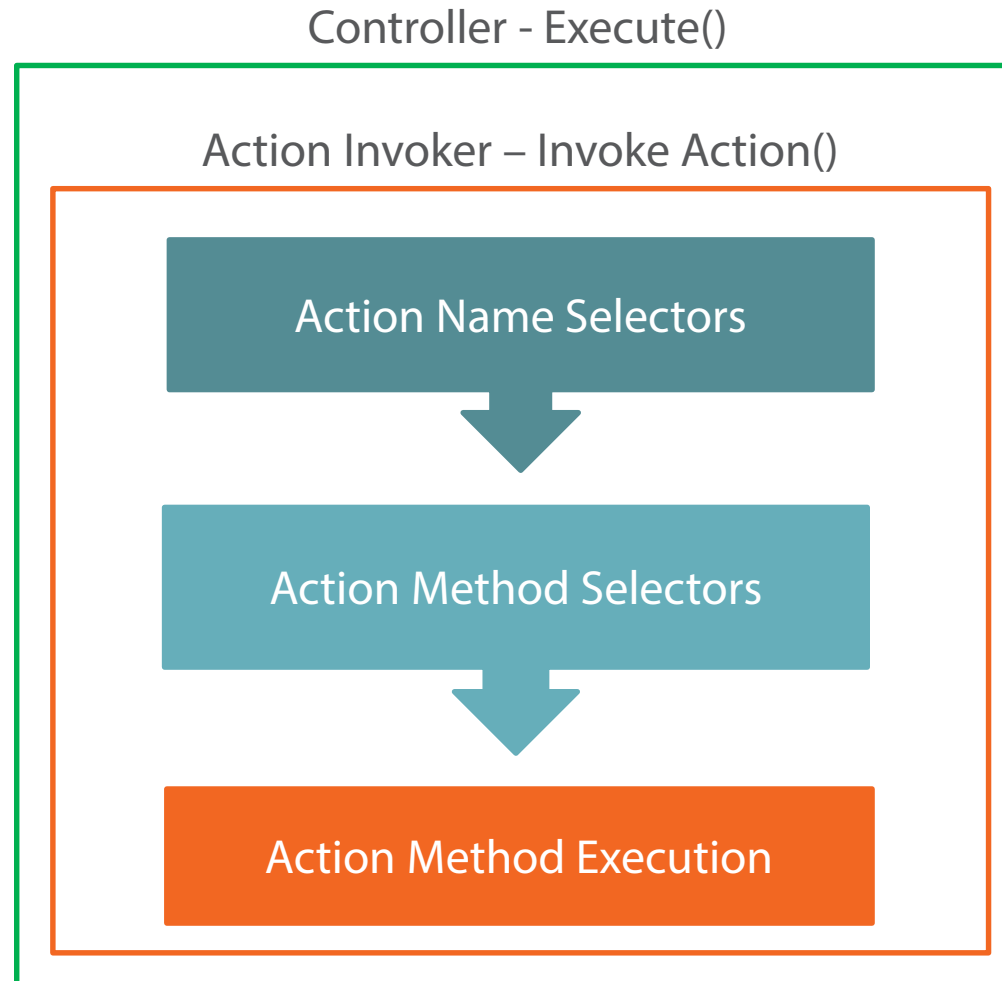 Controller - Execute()
Action Invoker – Invoke Action()
Action Name Selectors
Action Method Selectors
Action Method Execution